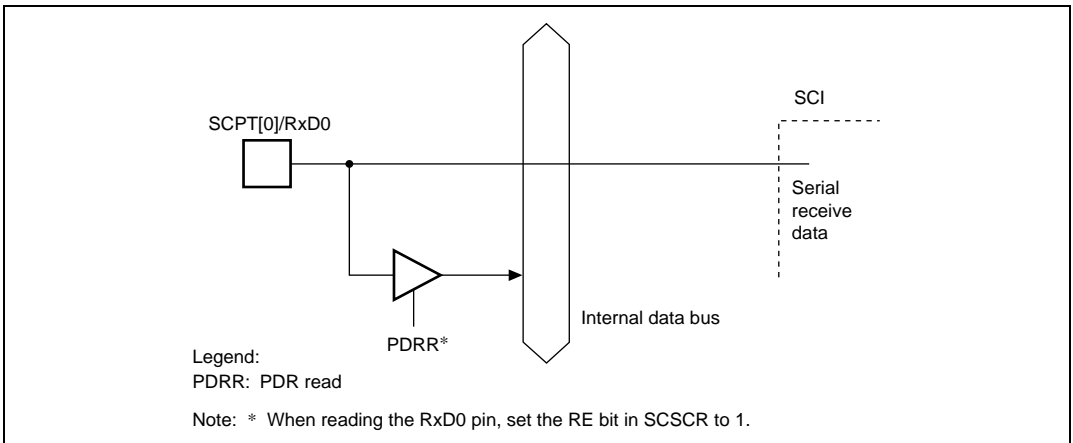 SCI
SCPT[0]/RxD0
Serial
receive
data
Internal data bus
PDRR*
Legend:
PDRR: PDR read
Note: * When reading the RxD0 pin, set the RE bit in SCSCR to 1.